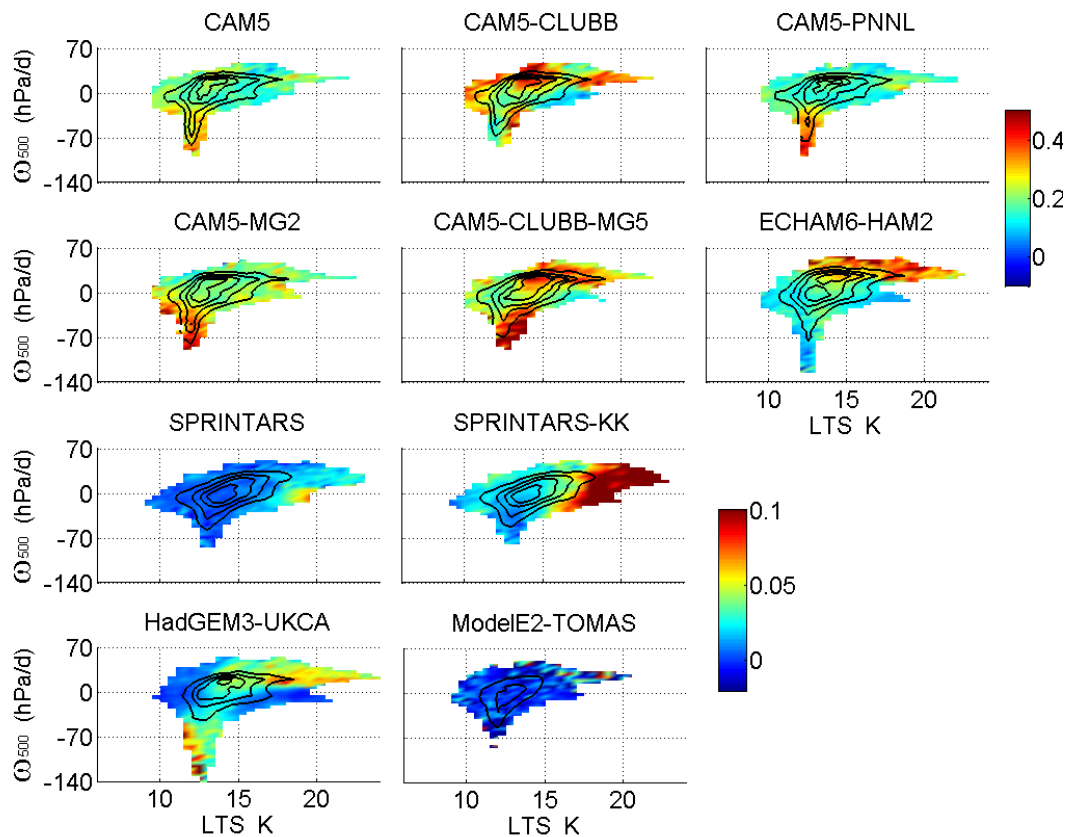 CAM5 CAM5-CLUBB CAM5-PNNL
70
0
-70
-140
ω500 (hPa/d)
0.4
0.2
0
CAM5-MG2 CAM5-CLUBB-MG5 ECHAM6-HAM2
70
0
-70
-140
ω500 (hPa/d)
10 15 20
LTS K
SPRINTARS SPRINTARS-KK
70
0
-70
-140
ω500 (hPa/d)
0.1
0.05
0
HadGEM3-UKCA ModelE2-TOMAS
70
0
-70
-140
ω500 (hPa/d)
10 15 20 10 15 20
LTS K LTS K